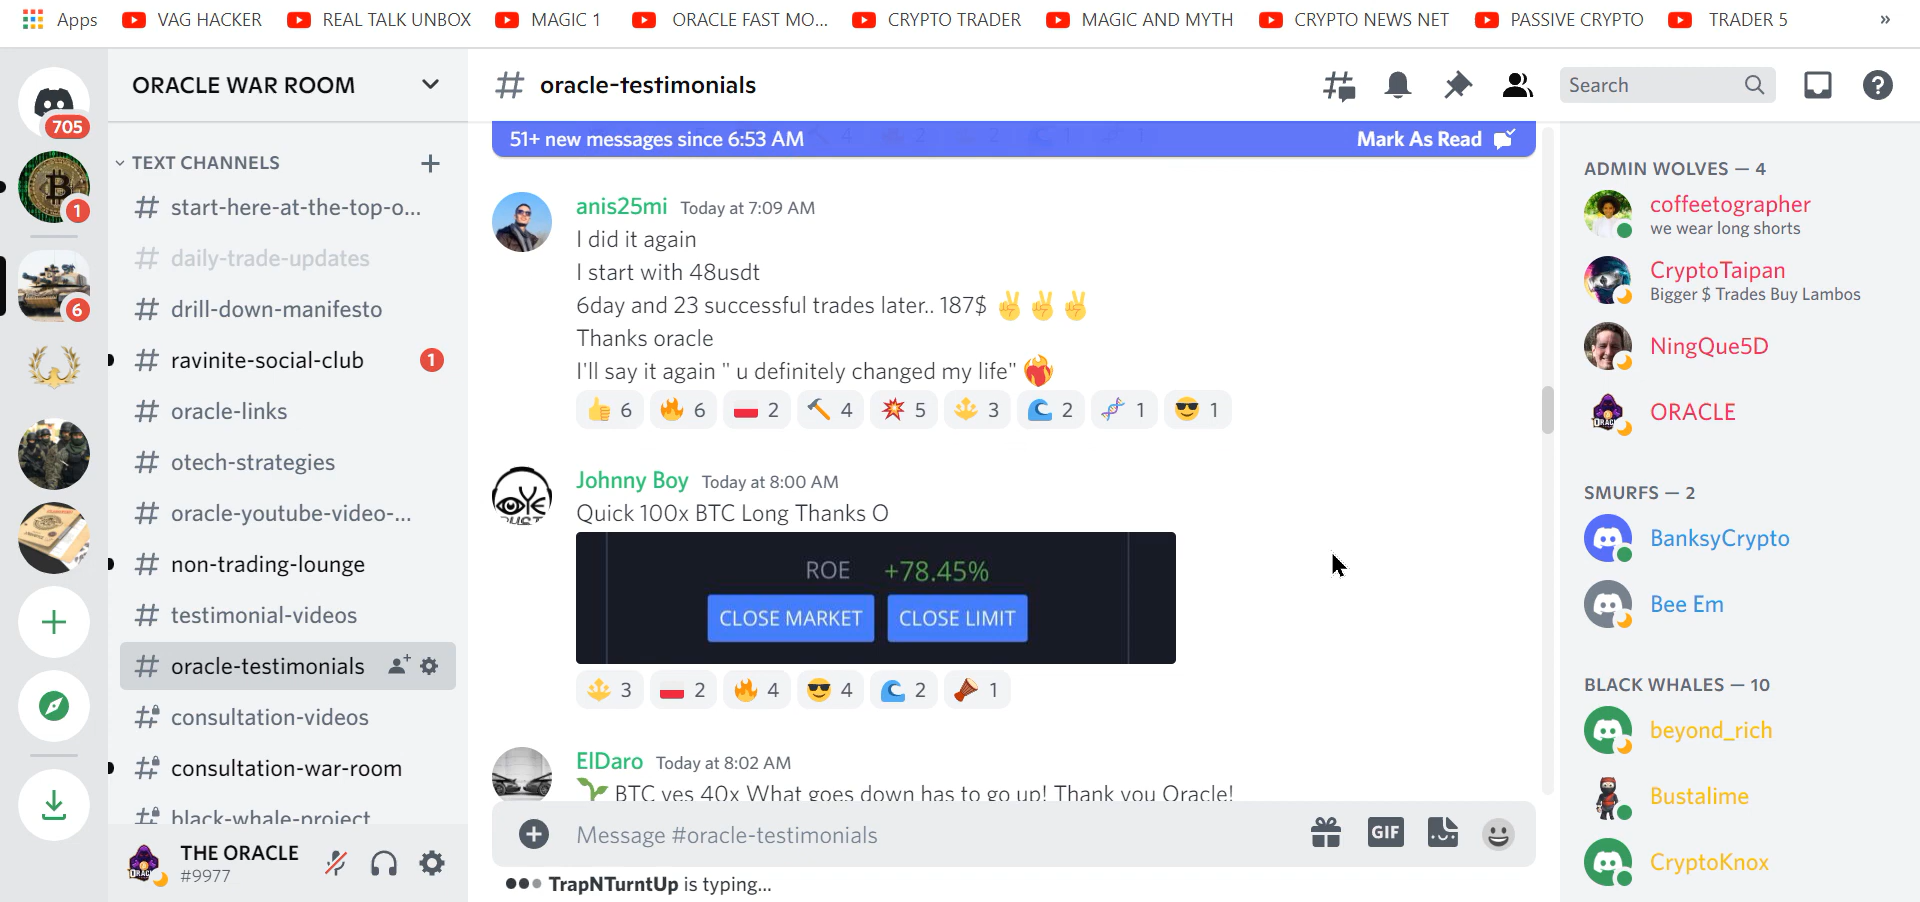 Apps VAG HACKER REAL TALK UNBOX MAGIC 1 ORACLE FAST MO... CRYPTO TRADER MAGIC AND MYTH CRYPTO NEWS NET PASSIVE CRYPTO TRADER 5 »
705
1
6
ORACLE WAR ROOM
TEXT CHANNELS
# start-here-at-the-top-o...
# daily-trade-updates
# drill-down-manifesto
# ravinite-social-club 1
# oracle-links
# otech-strategies
# oracle-youtube-video-...
# non-trading-lounge
# testimonial-videos
# oracle-testimonials
# consultation-videos
# consultation-war-room
# black-whale-project
THE ORACLE
#9977
# oracle-testimonials
Search
51+ new messages since 6:53 AM Mark As Read
anis25mi Today at 7:09 AM
I did it again
I start with 48usdt
6day and 23 successful trades later.. 187$ ✌✌✌
Thanks oracle
I'll say it again " u definitely changed my life" ❤️‍🔥
👍 6 🔥 6 🇵🇱 2 🔨 4 💥 5 🔱 3 🌊 2 🧬 1 😎 1
Johnny Boy Today at 8:00 AM
Quick 100x BTC Long Thanks O
ROE +78.45%
CLOSE MARKET CLOSE LIMIT
🔱 3 🇵🇱 2 🔥 4 😎 4 🌊 2 🪘 1
ElDaro Today at 8:02 AM
🌱 BTC yes 40x What goes down has to go up! Thank you Oracle!
Message #oracle-testimonials
GIF
TrapNTurntUp is typing...
ADMIN WOLVES — 4
coffeetographer
we wear long shorts
CryptoTaipan
Bigger $ Trades Buy Lambos
NingQue5D
ORACLE
SMURFS — 2
BanksyCrypto
Bee Em
BLACK WHALES — 10
beyond_rich
Bustalime
CryptoKnox